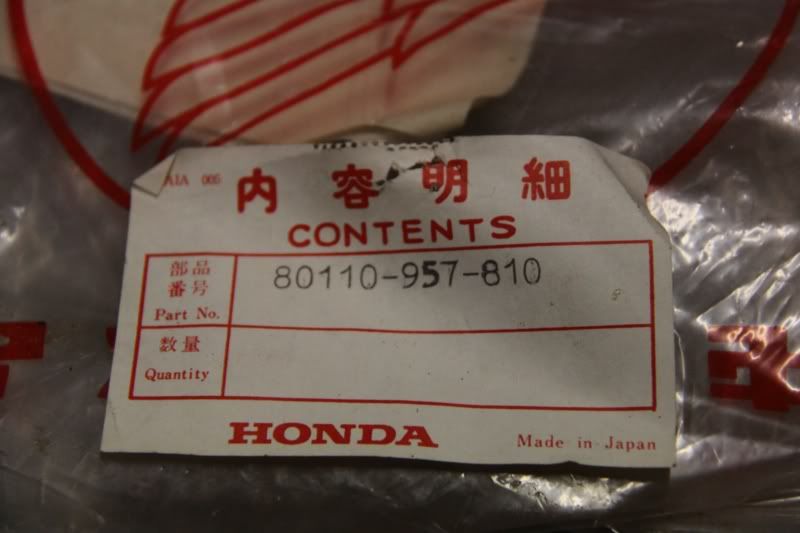 A1A 005
内容明細
CONTENTS
部品
番号
Part No.
80110-957-810
数量
Quantity
HONDA
Made in Japan